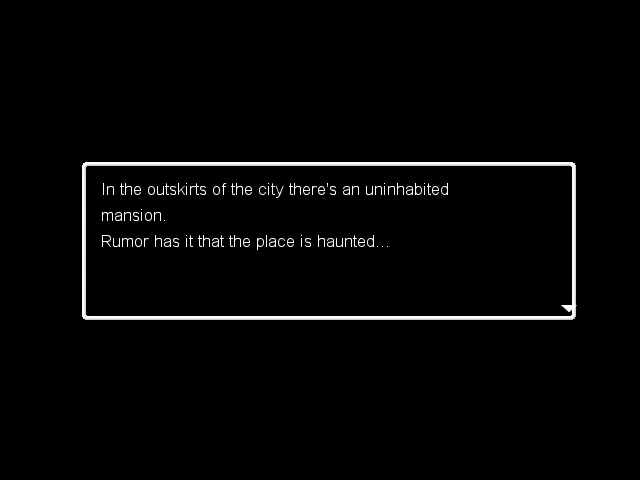 In the outskirts of the city there's an uninhabited
mansion.
Rumor has it that the place is haunted...